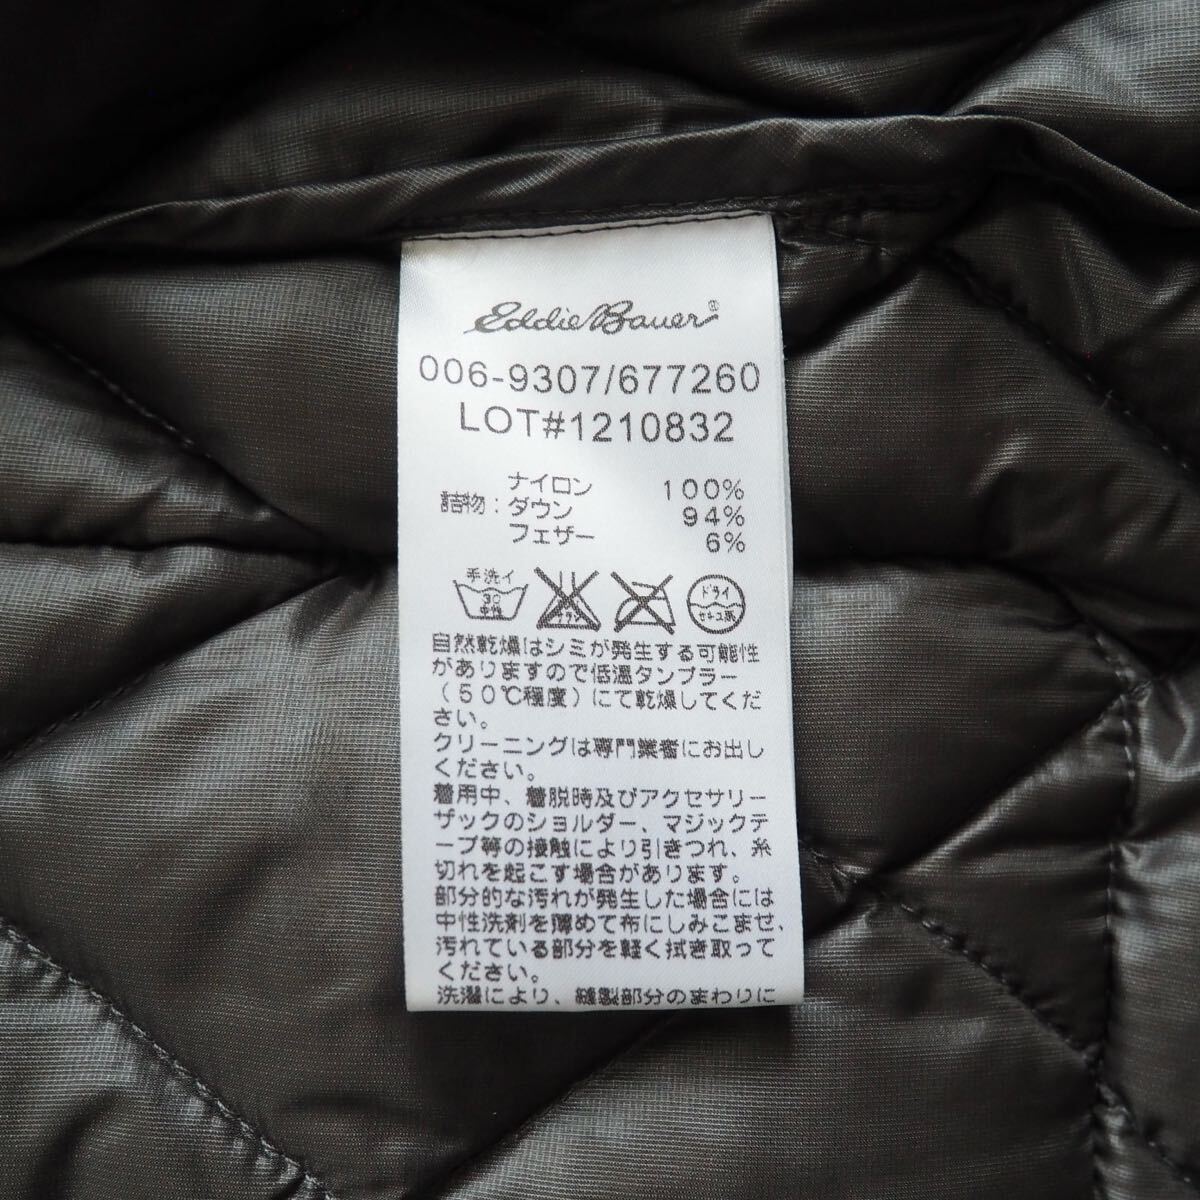 Eddie Bauer®
006-9307/677260
LOT#1210832
ナイロン 100%
詰物：ダウン 94%
フェザー 6%
手洗イ
30
中性
エンソサラシ
ドライ
セキユ系
自然乾燥はシミが発生する可能性
がありますので低温タンブラー
（50℃程度）にて乾燥してくだ
さい。
クリーニングは専門業者にお出し
ください。
着用中、着脱時及びアクセサリー
ザックのショルダー、マジックテ
ープ等の接触により引きつれ、糸
切れを起こす場合があります。
部分的な汚れが発生した場合には
中性洗剤を薄めて布にしみこませ、
汚れている部分を軽く拭き取って
ください。
洗濯により、縫製部分のまわりに